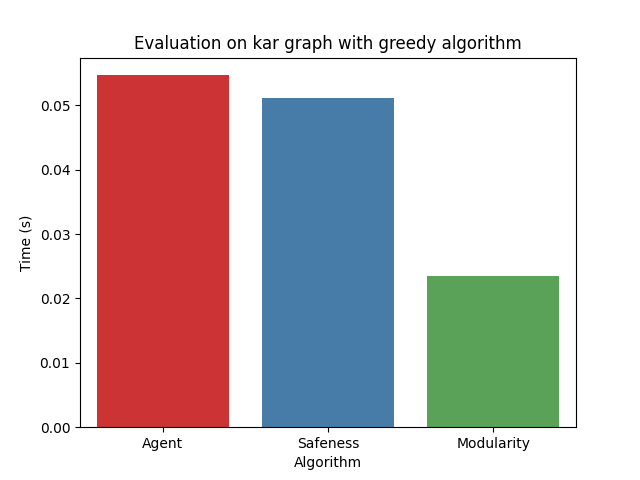 Evaluation on kar graph with greedy algorithm
Time (s)
0.05
0.04
0.03
0.02
0.01
0.00
Agent
Safeness
Modularity
Algorithm